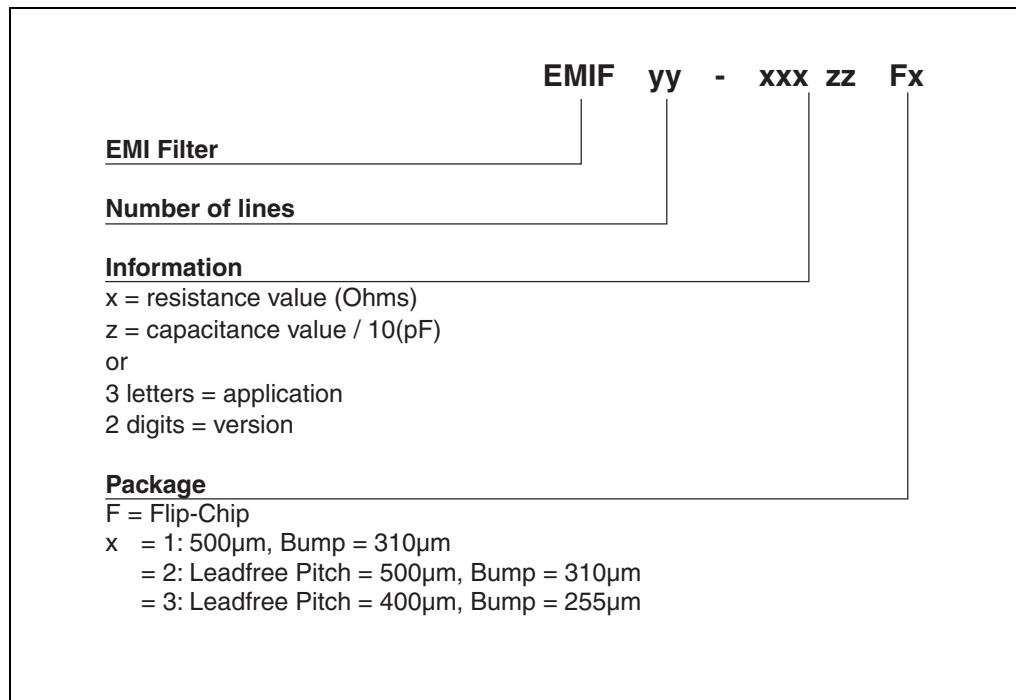 EMIF yy - xxx zz Fx
EMI Filter
Number of lines
Information
x = resistance value (Ohms)
z = capacitance value / 10(pF)
or
3 letters = application
2 digits = version
Package
F = Flip-Chip
x = 1: 500µm, Bump = 310µm
= 2: Leadfree Pitch = 500µm, Bump = 310µm
= 3: Leadfree Pitch = 400µm, Bump = 255µm